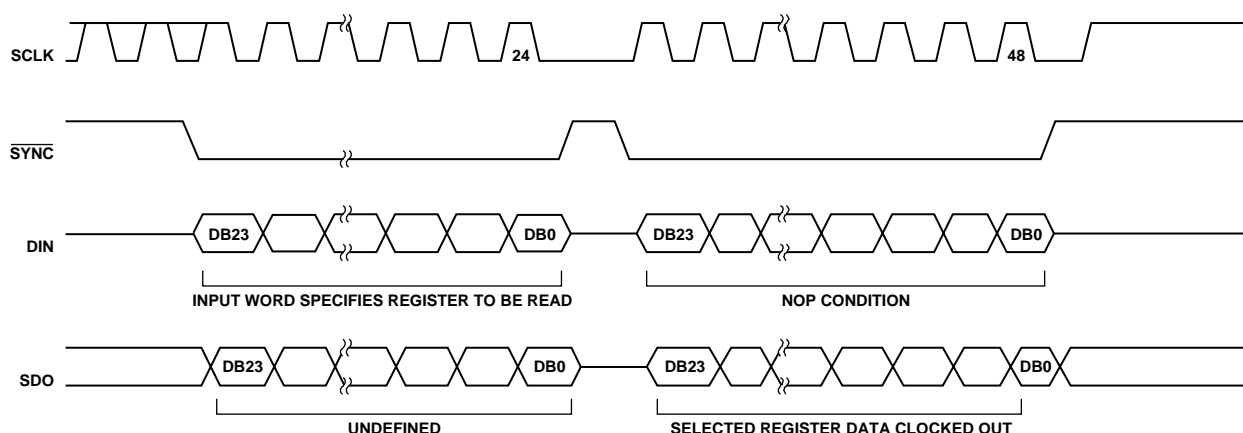 SCLK 24 48
SYNC
DIN DB23 DB0 DB23 DB0
INPUT WORD SPECIFIES REGISTER TO BE READ NOP CONDITION
SDO DB23 DB0 DB23 DB0
UNDEFINED SELECTED REGISTER DATA CLOCKED OUT